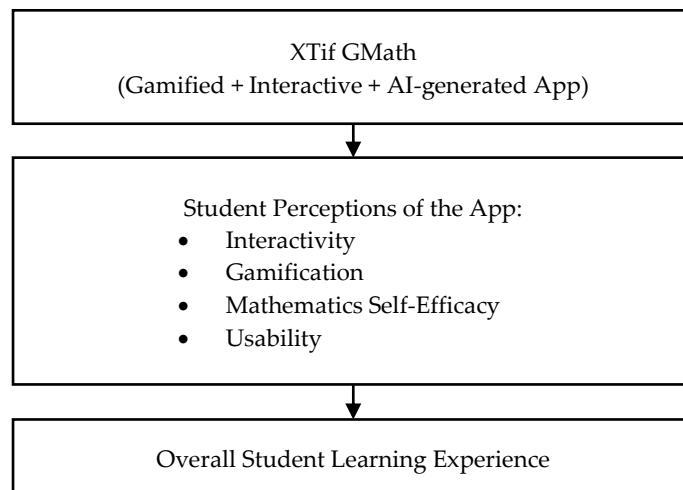 XTif GMath
(Gamified + Interactive + AI-generated App)
Student Perceptions of the App:
• Interactivity
• Gamification
• Mathematics Self-Efficacy
• Usability
Overall Student Learning Experience